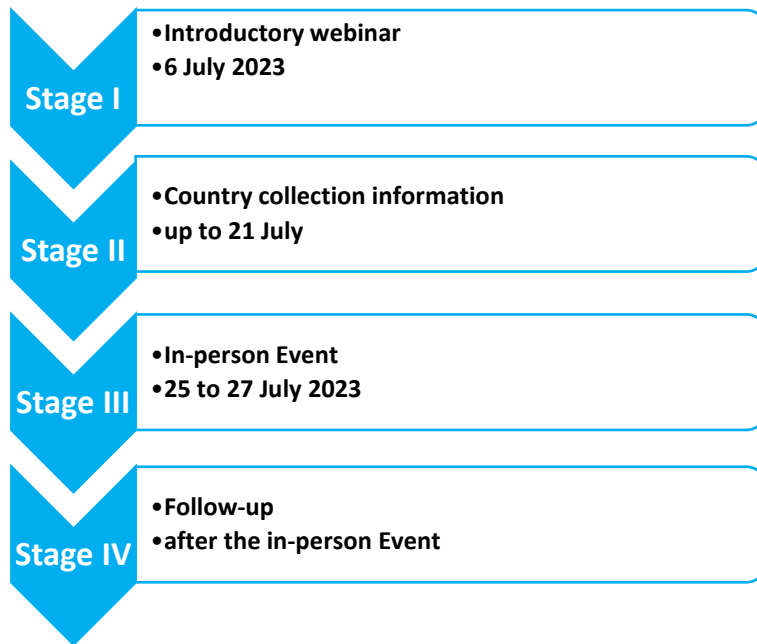 Stage I
•Introductory webinar
•6 July 2023
Stage II
•Country collection information
•up to 21 July
Stage III
•In-person Event
•25 to 27 July 2023
Stage IV
•Follow-up
•after the in-person Event